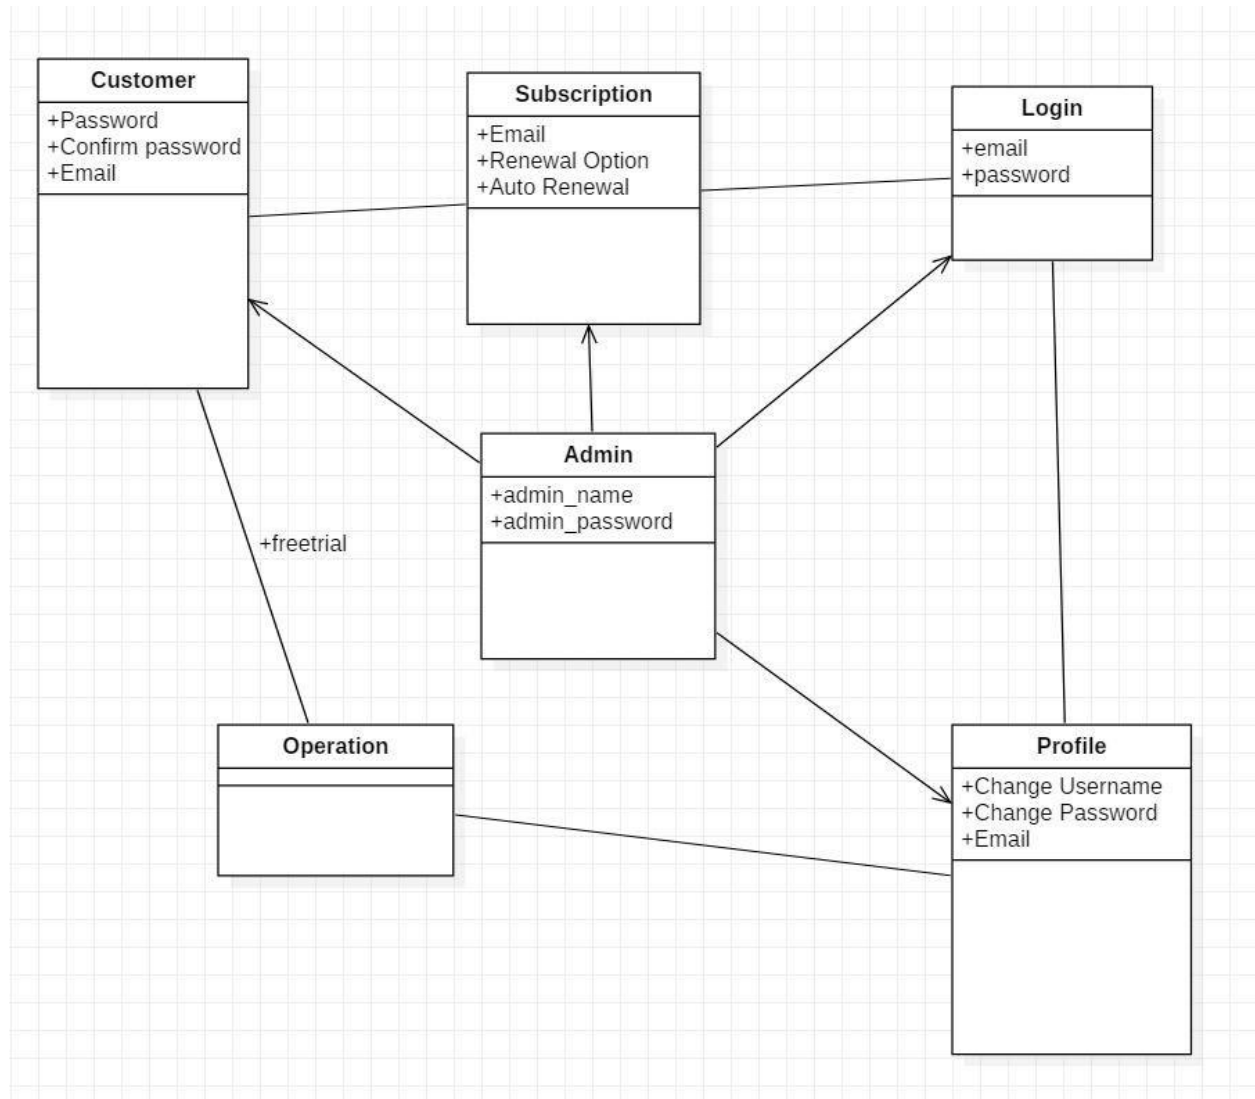 Customer
+Password
+Confirm password
+Email
Subscription
+Email
+Renewal Option
+Auto Renewal
Login
+email
+password
Admin
+admin_name
+admin_password
+freetrial
Operation
Profile
+Change Username
+Change Password
+Email